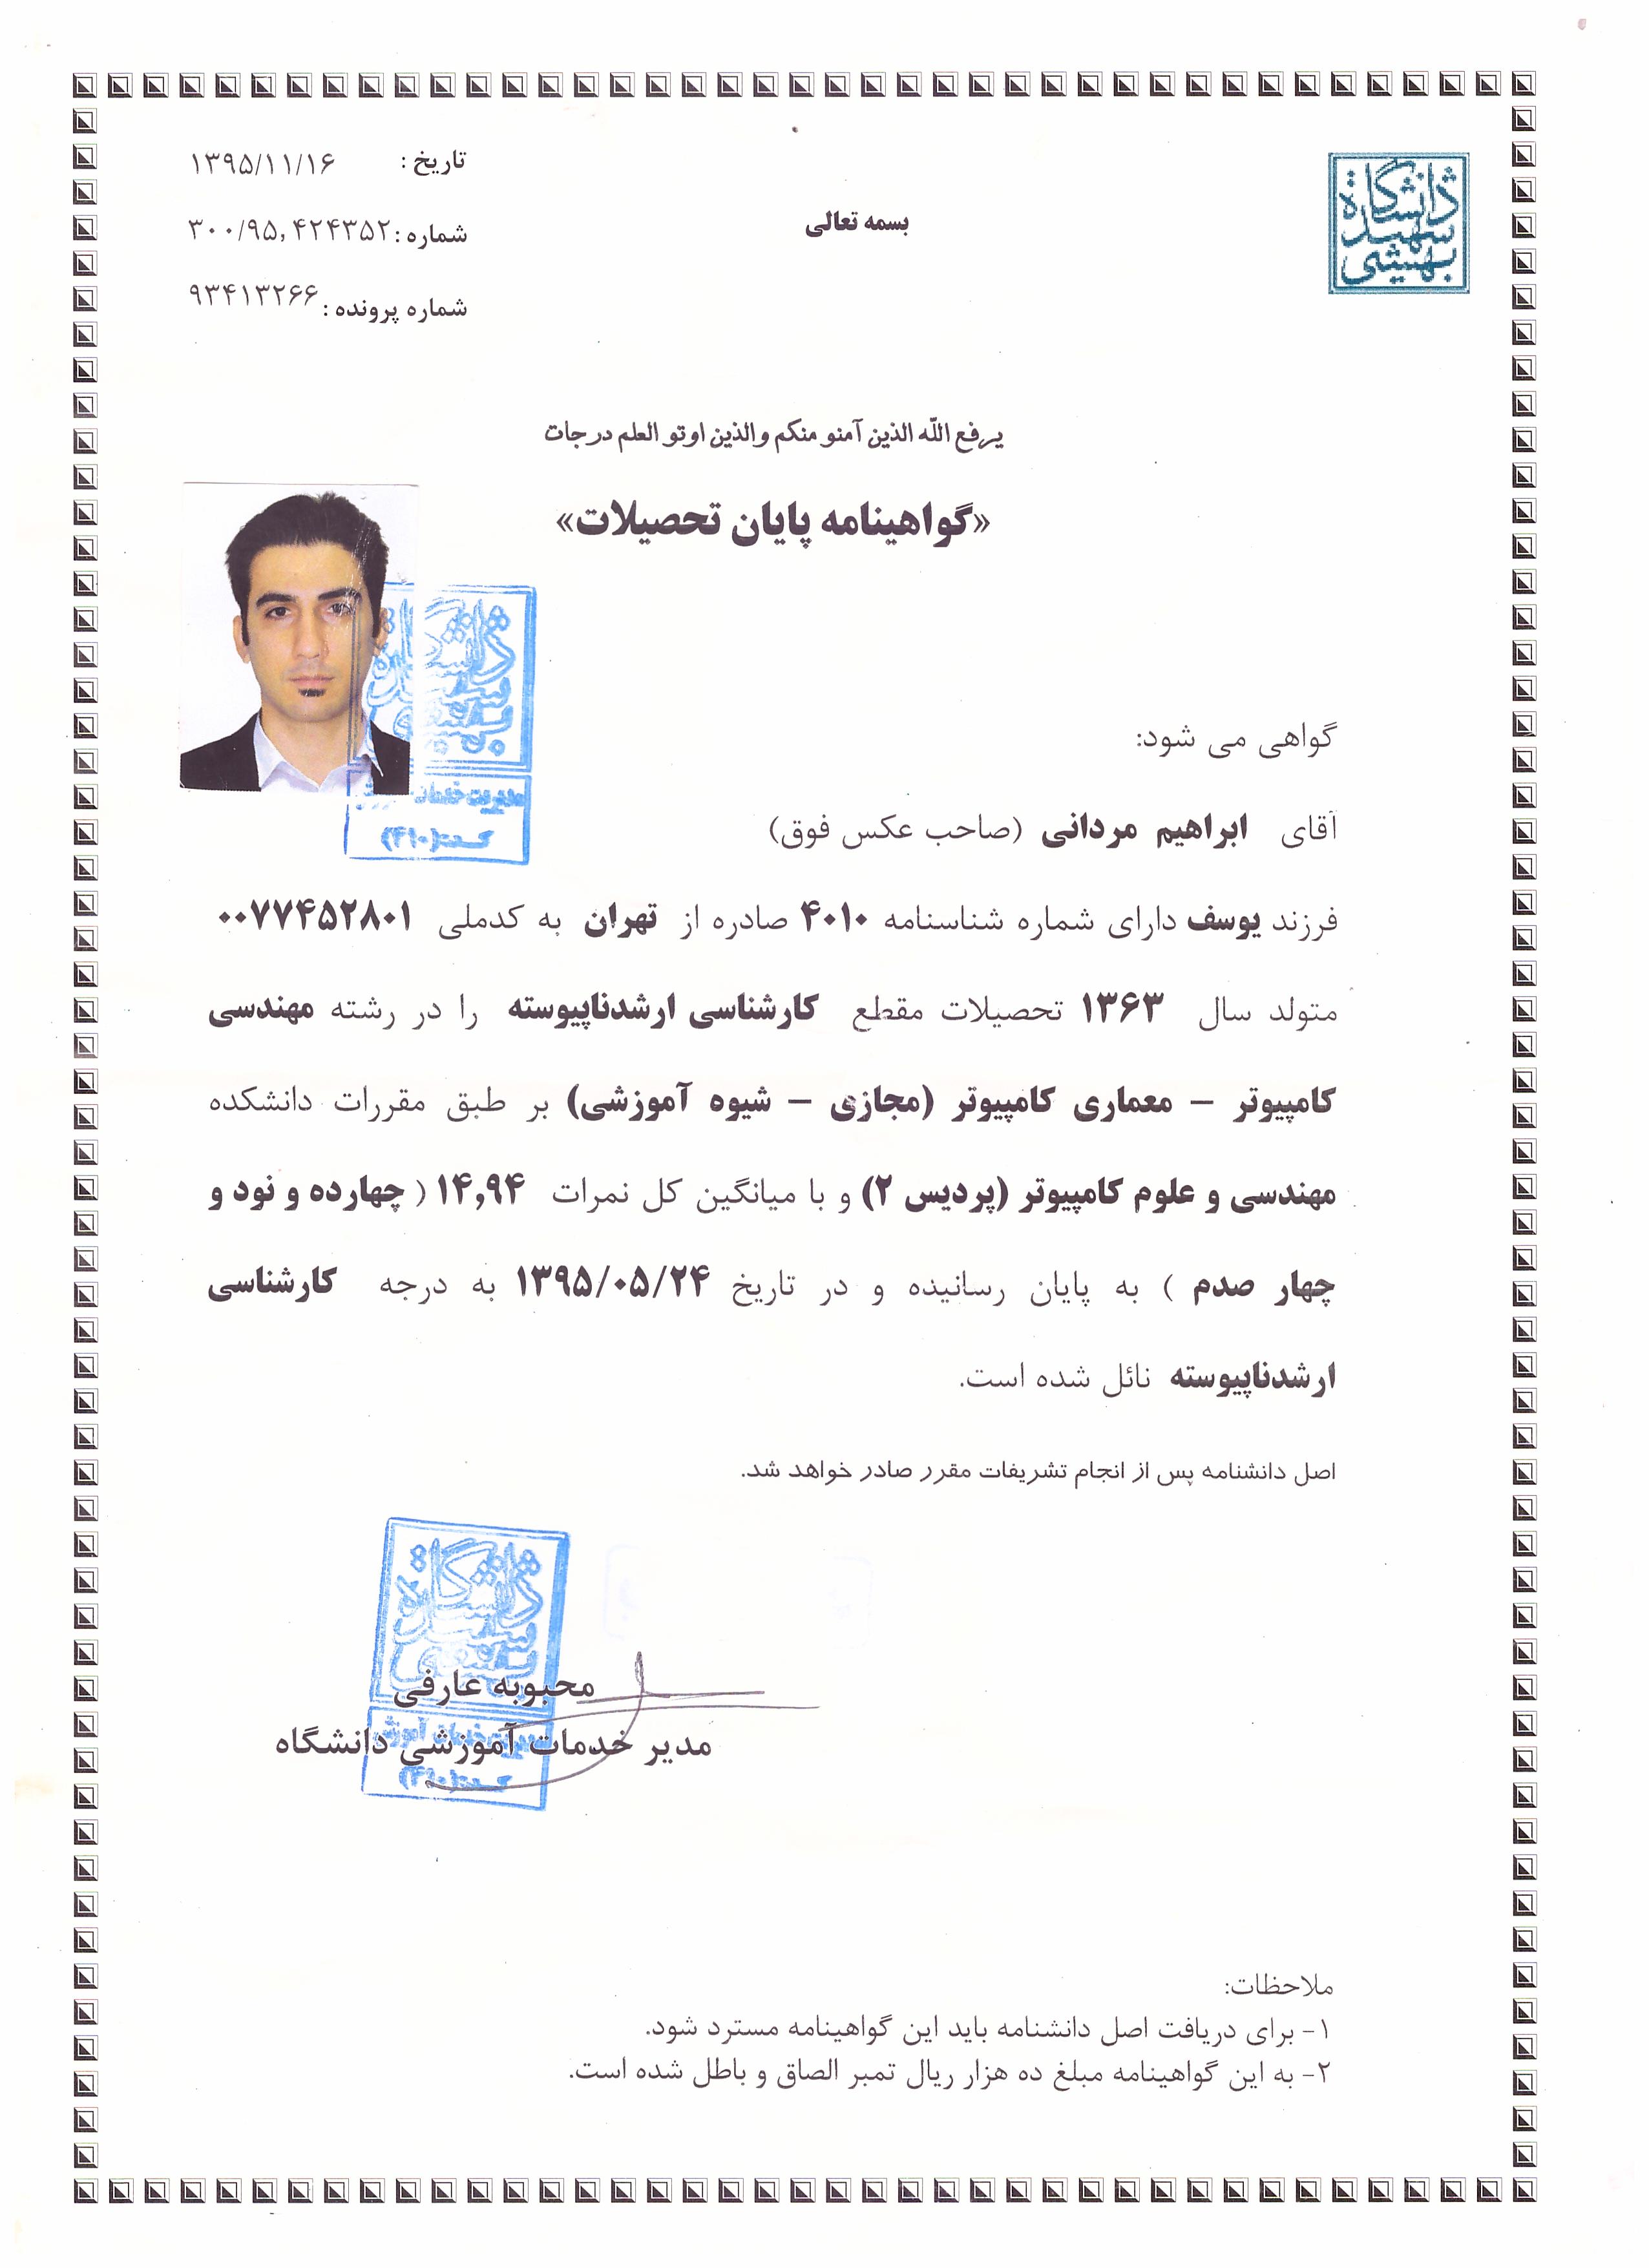 دانشگاه شهید بهشتی
بسمه تعالی
تاریخ : ۱۳۹۵/۱۱/۱۶
شماره : ۳۰۰/۹۵,۴۲۴۳۵۲
شماره پرونده : ۹۳۴۱۳۲۶۶
یرفع الله الذین آمنو منکم والذین اوتو العلم درجات
«گواهینامه پایان تحصیلات»
گواهی می شود:
آقای ابراهیم مردانی (صاحب عکس فوق)
فرزند یوسف دارای شماره شناسنامه ۴۰۱۰ صادره از تهران به کدملی ۰۰۷۷۴۵۲۸۰۱
متولد سال ۱۳۶۳ تحصیلات مقطع کارشناسی ارشدناپیوسته را در رشته مهندسی
کامپیوتر – معماری کامپیوتر (مجازی – شیوه آموزشی) بر طبق مقررات دانشکده
مهندسی و علوم کامپیوتر (پردیس ۲) و با میانگین کل نمرات ۱۴,۹۴ ( چهارده و نود و
چهار صدم ) به پایان رسانیده و در تاریخ ۱۳۹۵/۰۵/۲۴ به درجه کارشناسی
ارشدناپیوسته نائل شده است.
اصل دانشنامه پس از انجام تشریفات مقرر صادر خواهد شد.
دانشگاه شهید بهشتی
مدیریت خدمات آموزشی
کد:(۴۱۰)
دانشگاه شهید بهشتی
محبوبه عارفی
مدیر خدمات آموزشی دانشگاه
مدیریت خدمات آموزشی
کد:(۴۱۰)
ملاحظات:
۱- برای دریافت اصل دانشنامه باید این گواهینامه مسترد شود.
۲- به این گواهینامه مبلغ ده هزار ریال تمبر الصاق و باطل شده است.